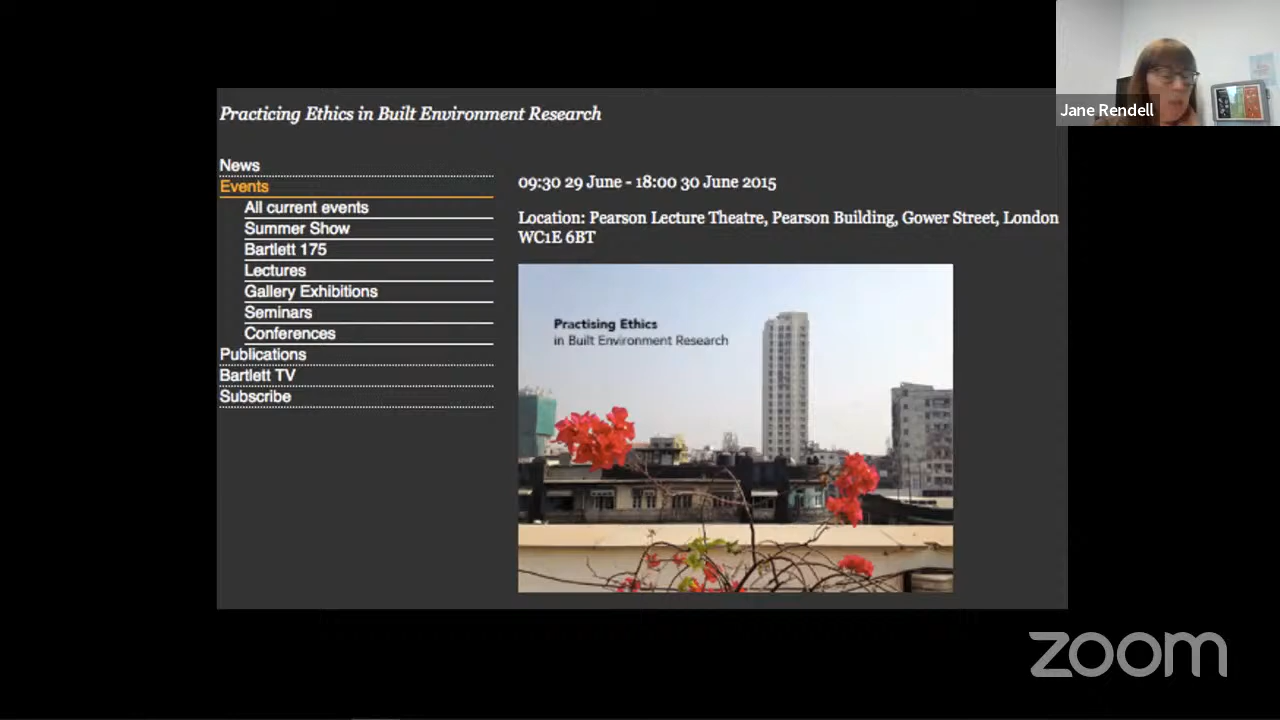 Practicing Ethics in Built Environment Research
News
Events
All current events
Summer Show
Bartlett 175
Lectures
Gallery Exhibitions
Seminars
Conferences
Publications
Bartlett TV
Subscribe
09:30 29 June - 18:00 30 June 2015
Location: Pearson Lecture Theatre, Pearson Building, Gower Street, London
WC1E 6BT
Practising Ethics
in Built Environment Research
Jane Rendell
zoom